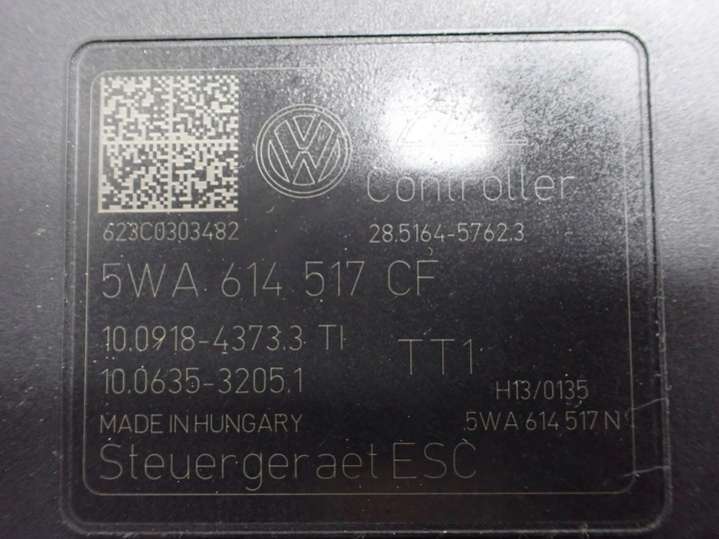 Controller
623C0303482
28.5164-5762.3
5WA 614 517 CF
10.0918-4373.3 TI
TT1
10.0635-3205.1
H13/0135
MADE IN HUNGARY
5WA 614 517 N
Steuergeraet ESC